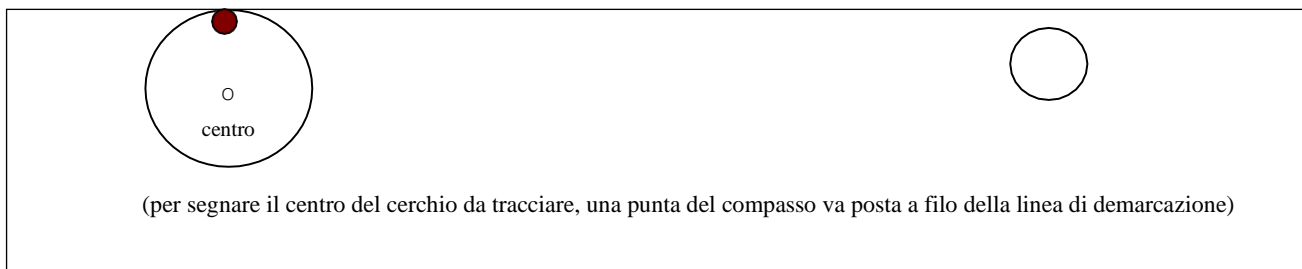 O
centro
(per segnare il centro del cerchio da tracciare, una punta del compasso va posta a filo della linea di demarcazione)